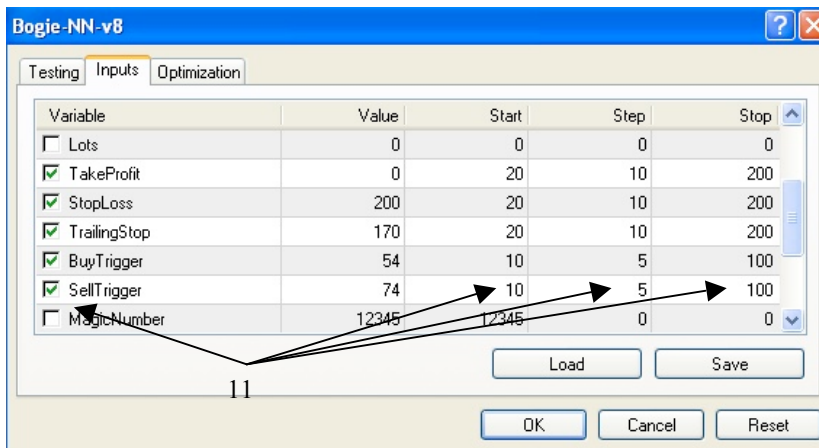 Bogie-NN-v8
Testing Inputs Optimization
Variable Value Start Step Stop
Lots 0 0 0 0
TakeProfit 0 20 10 200
StopLoss 200 20 10 200
TrailingStop 170 20 10 200
BuyTrigger 54 10 5 100
SellTrigger 74 10 5 100
MagicNumber 12345 12345 0 0
Load Save
11
OK Cancel Reset